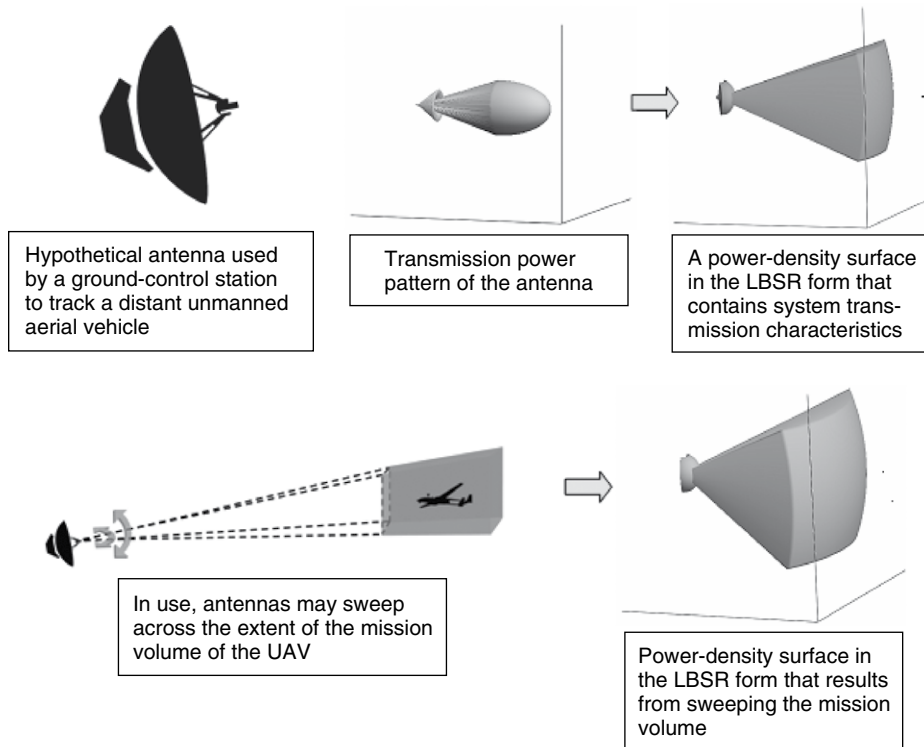 Hypothetical antenna used
by a ground-control station
to track a distant unmanned
aerial vehicle
Transmission power
pattern of the antenna
A power-density surface
in the LBSR form that
contains system trans-
mission characteristics
In use, antennas may sweep
across the extent of the mission
volume of the UAV
Power-density surface in
the LBSR form that results
from sweeping the mission
volume